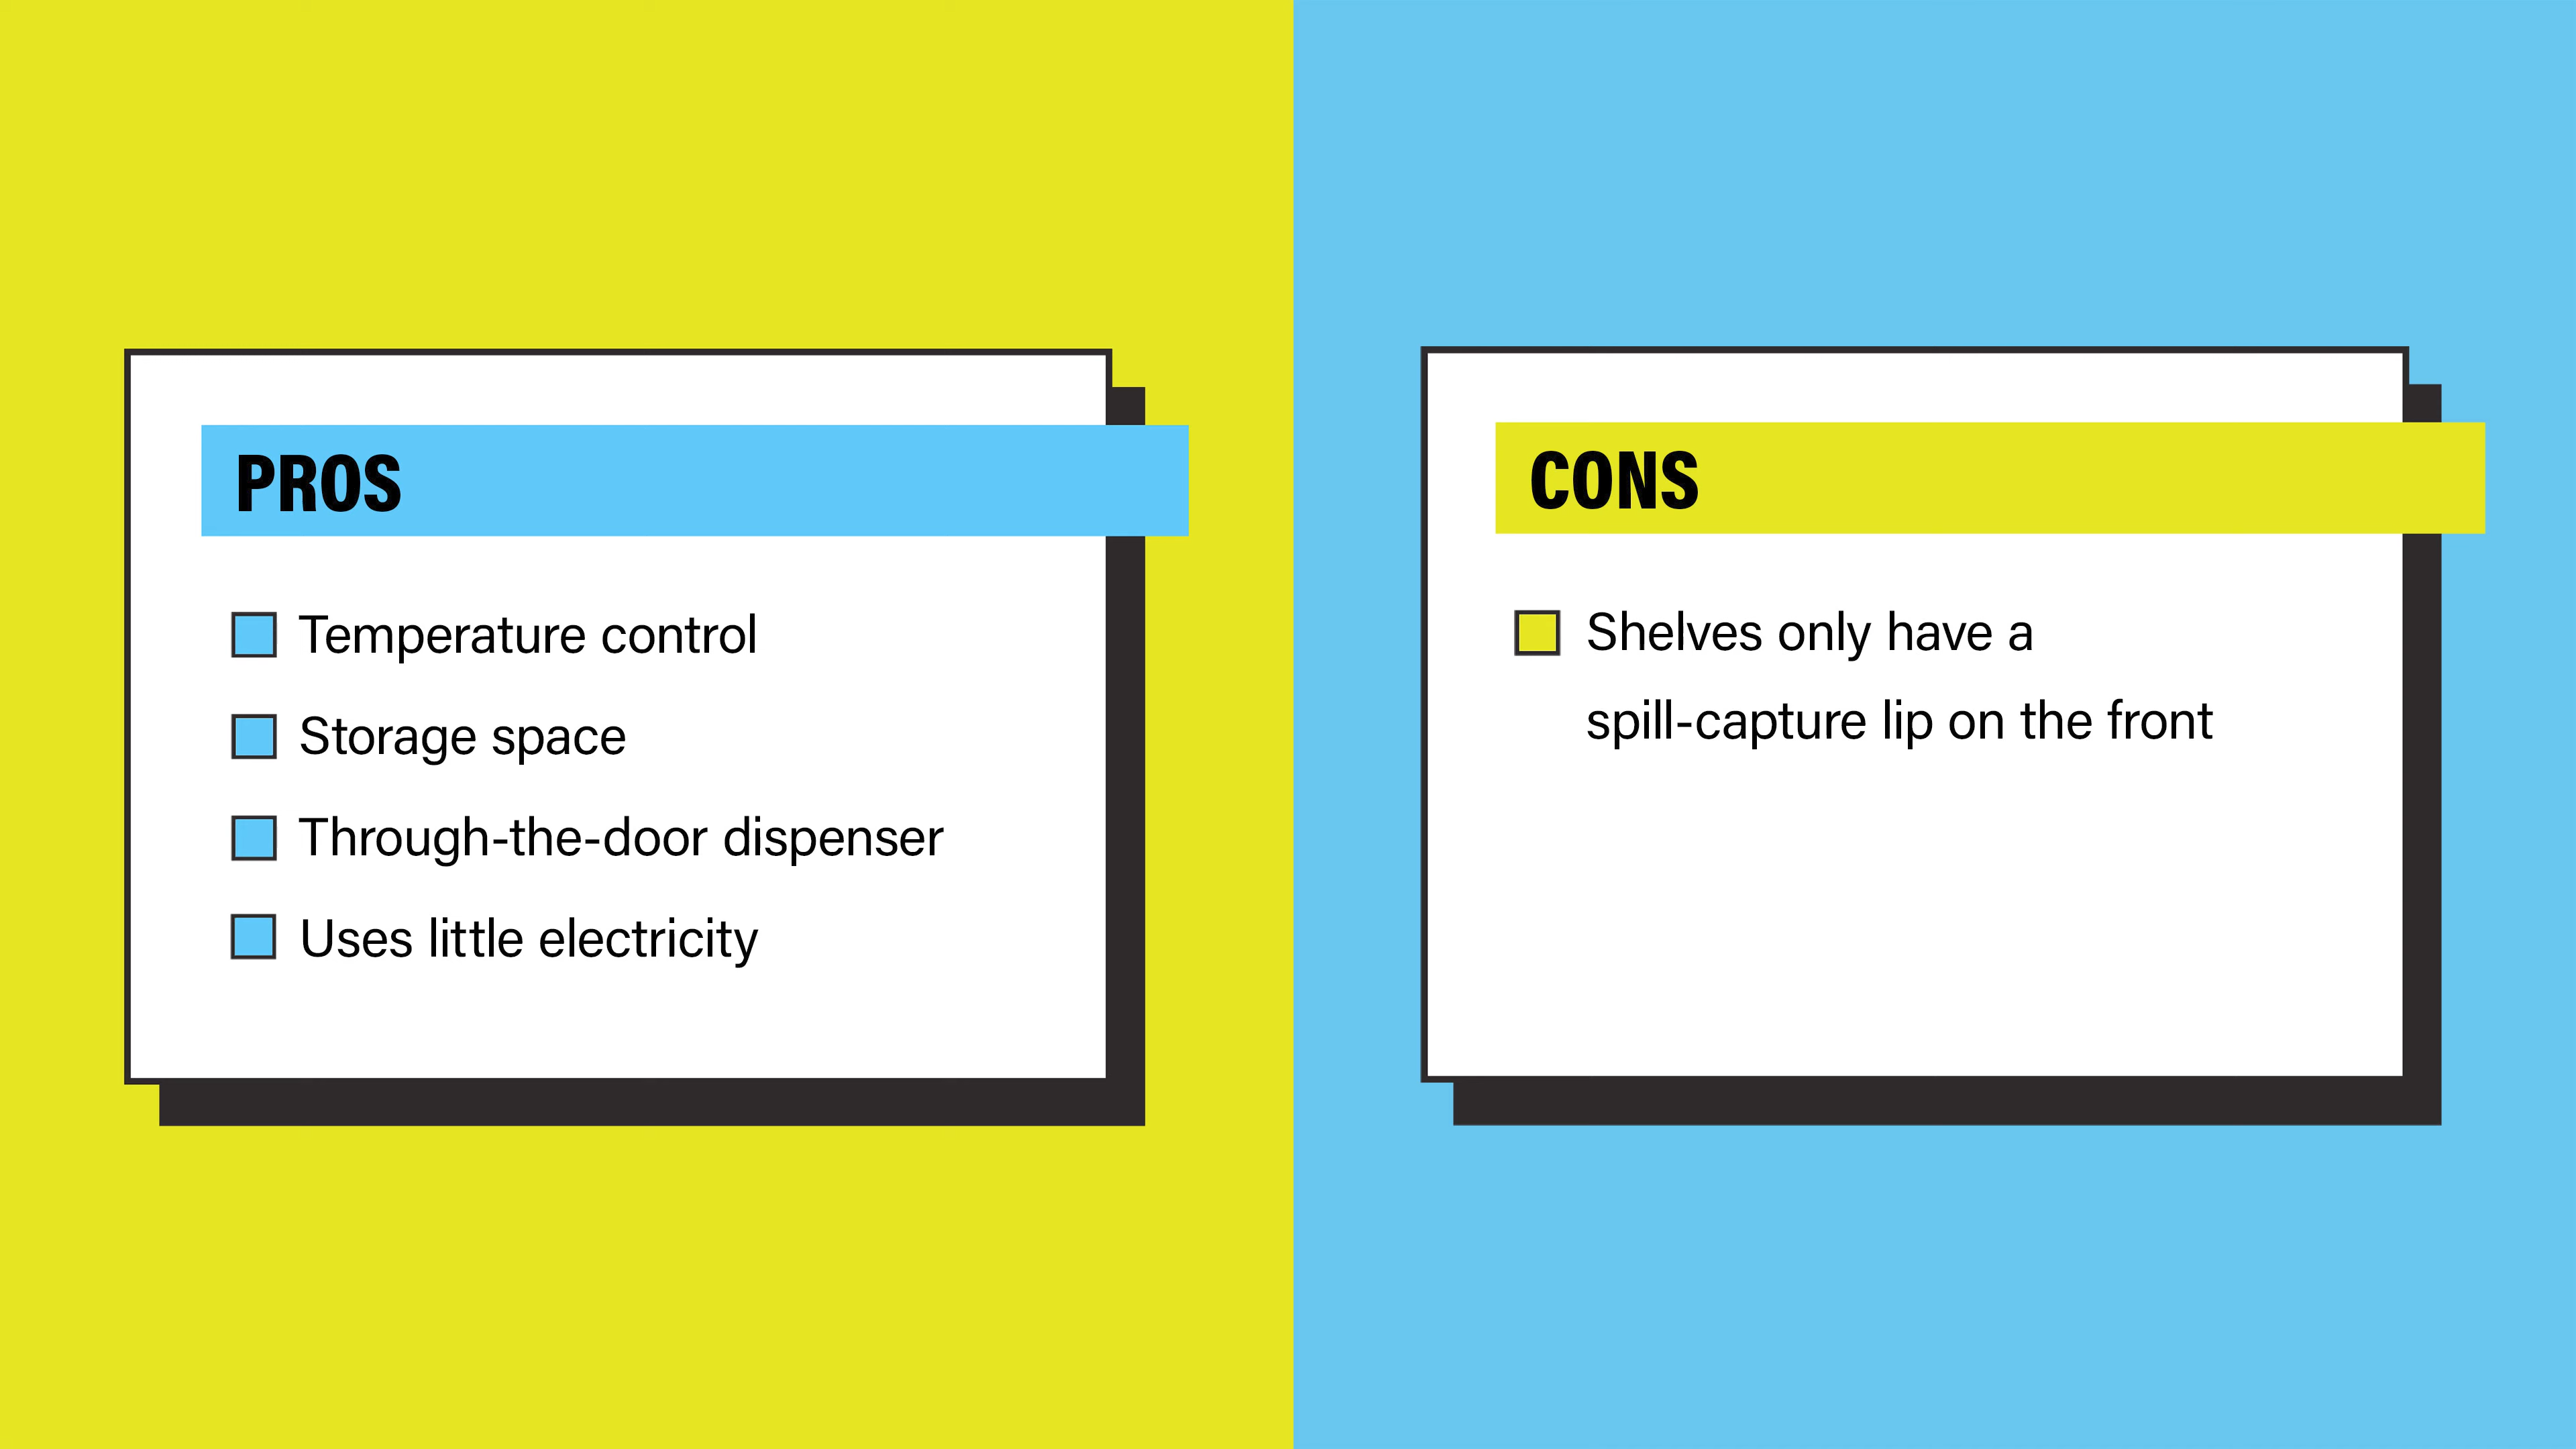 PROS
Temperature control
Storage space
Through-the-door dispenser
Uses little electricity
CONS
Shelves only have a
spill-capture lip on the front